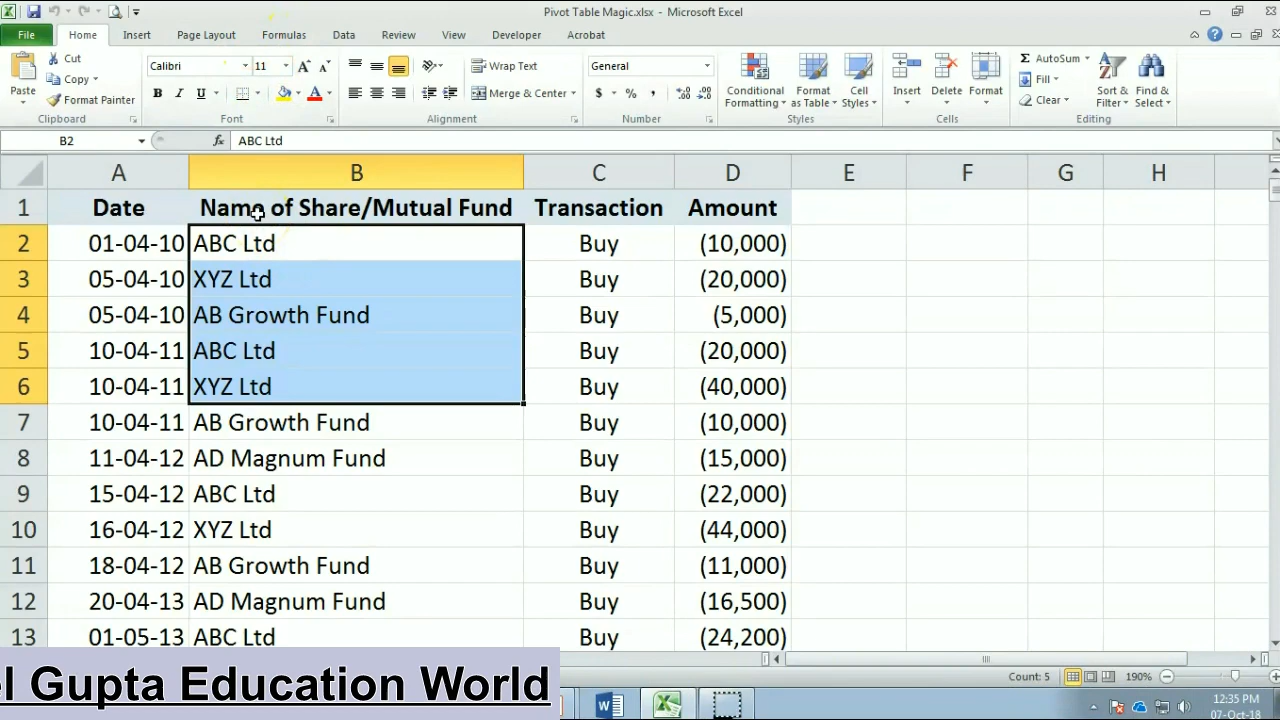 Pivot Table Magic.xlsx - Microsoft Excel
File Home Insert Page Layout Formulas Data Review View Developer Acrobat
Cut
Copy
Format Painter
Paste
Clipboard
Calibri 11
Font
Wrap Text
Merge & Center
Alignment
General
Number
Conditional Formatting
Format as Table
Cell Styles
Styles
Insert Delete Format
Cells
AutoSum
Fill
Clear
Sort & Filter
Find & Select
Editing
B2 fx ABC Ltd
A B C D E F G H
1 Date Name of Share/Mutual Fund Transaction Amount
2 01-04-10 ABC Ltd Buy (10,000)
3 05-04-10 XYZ Ltd Buy (20,000)
4 05-04-10 AB Growth Fund Buy (5,000)
5 10-04-11 ABC Ltd Buy (20,000)
6 10-04-11 XYZ Ltd Buy (40,000)
7 10-04-11 AB Growth Fund Buy (10,000)
8 11-04-12 AD Magnum Fund Buy (15,000)
9 15-04-12 ABC Ltd Buy (22,000)
10 16-04-12 XYZ Ltd Buy (44,000)
11 18-04-12 AB Growth Fund Buy (11,000)
12 20-04-13 AD Magnum Fund Buy (16,500)
13 01-05-13 ABC Ltd Buy (24,200)
el Gupta Education World
Count: 5 190%
12:35 PM
07-Oct-18